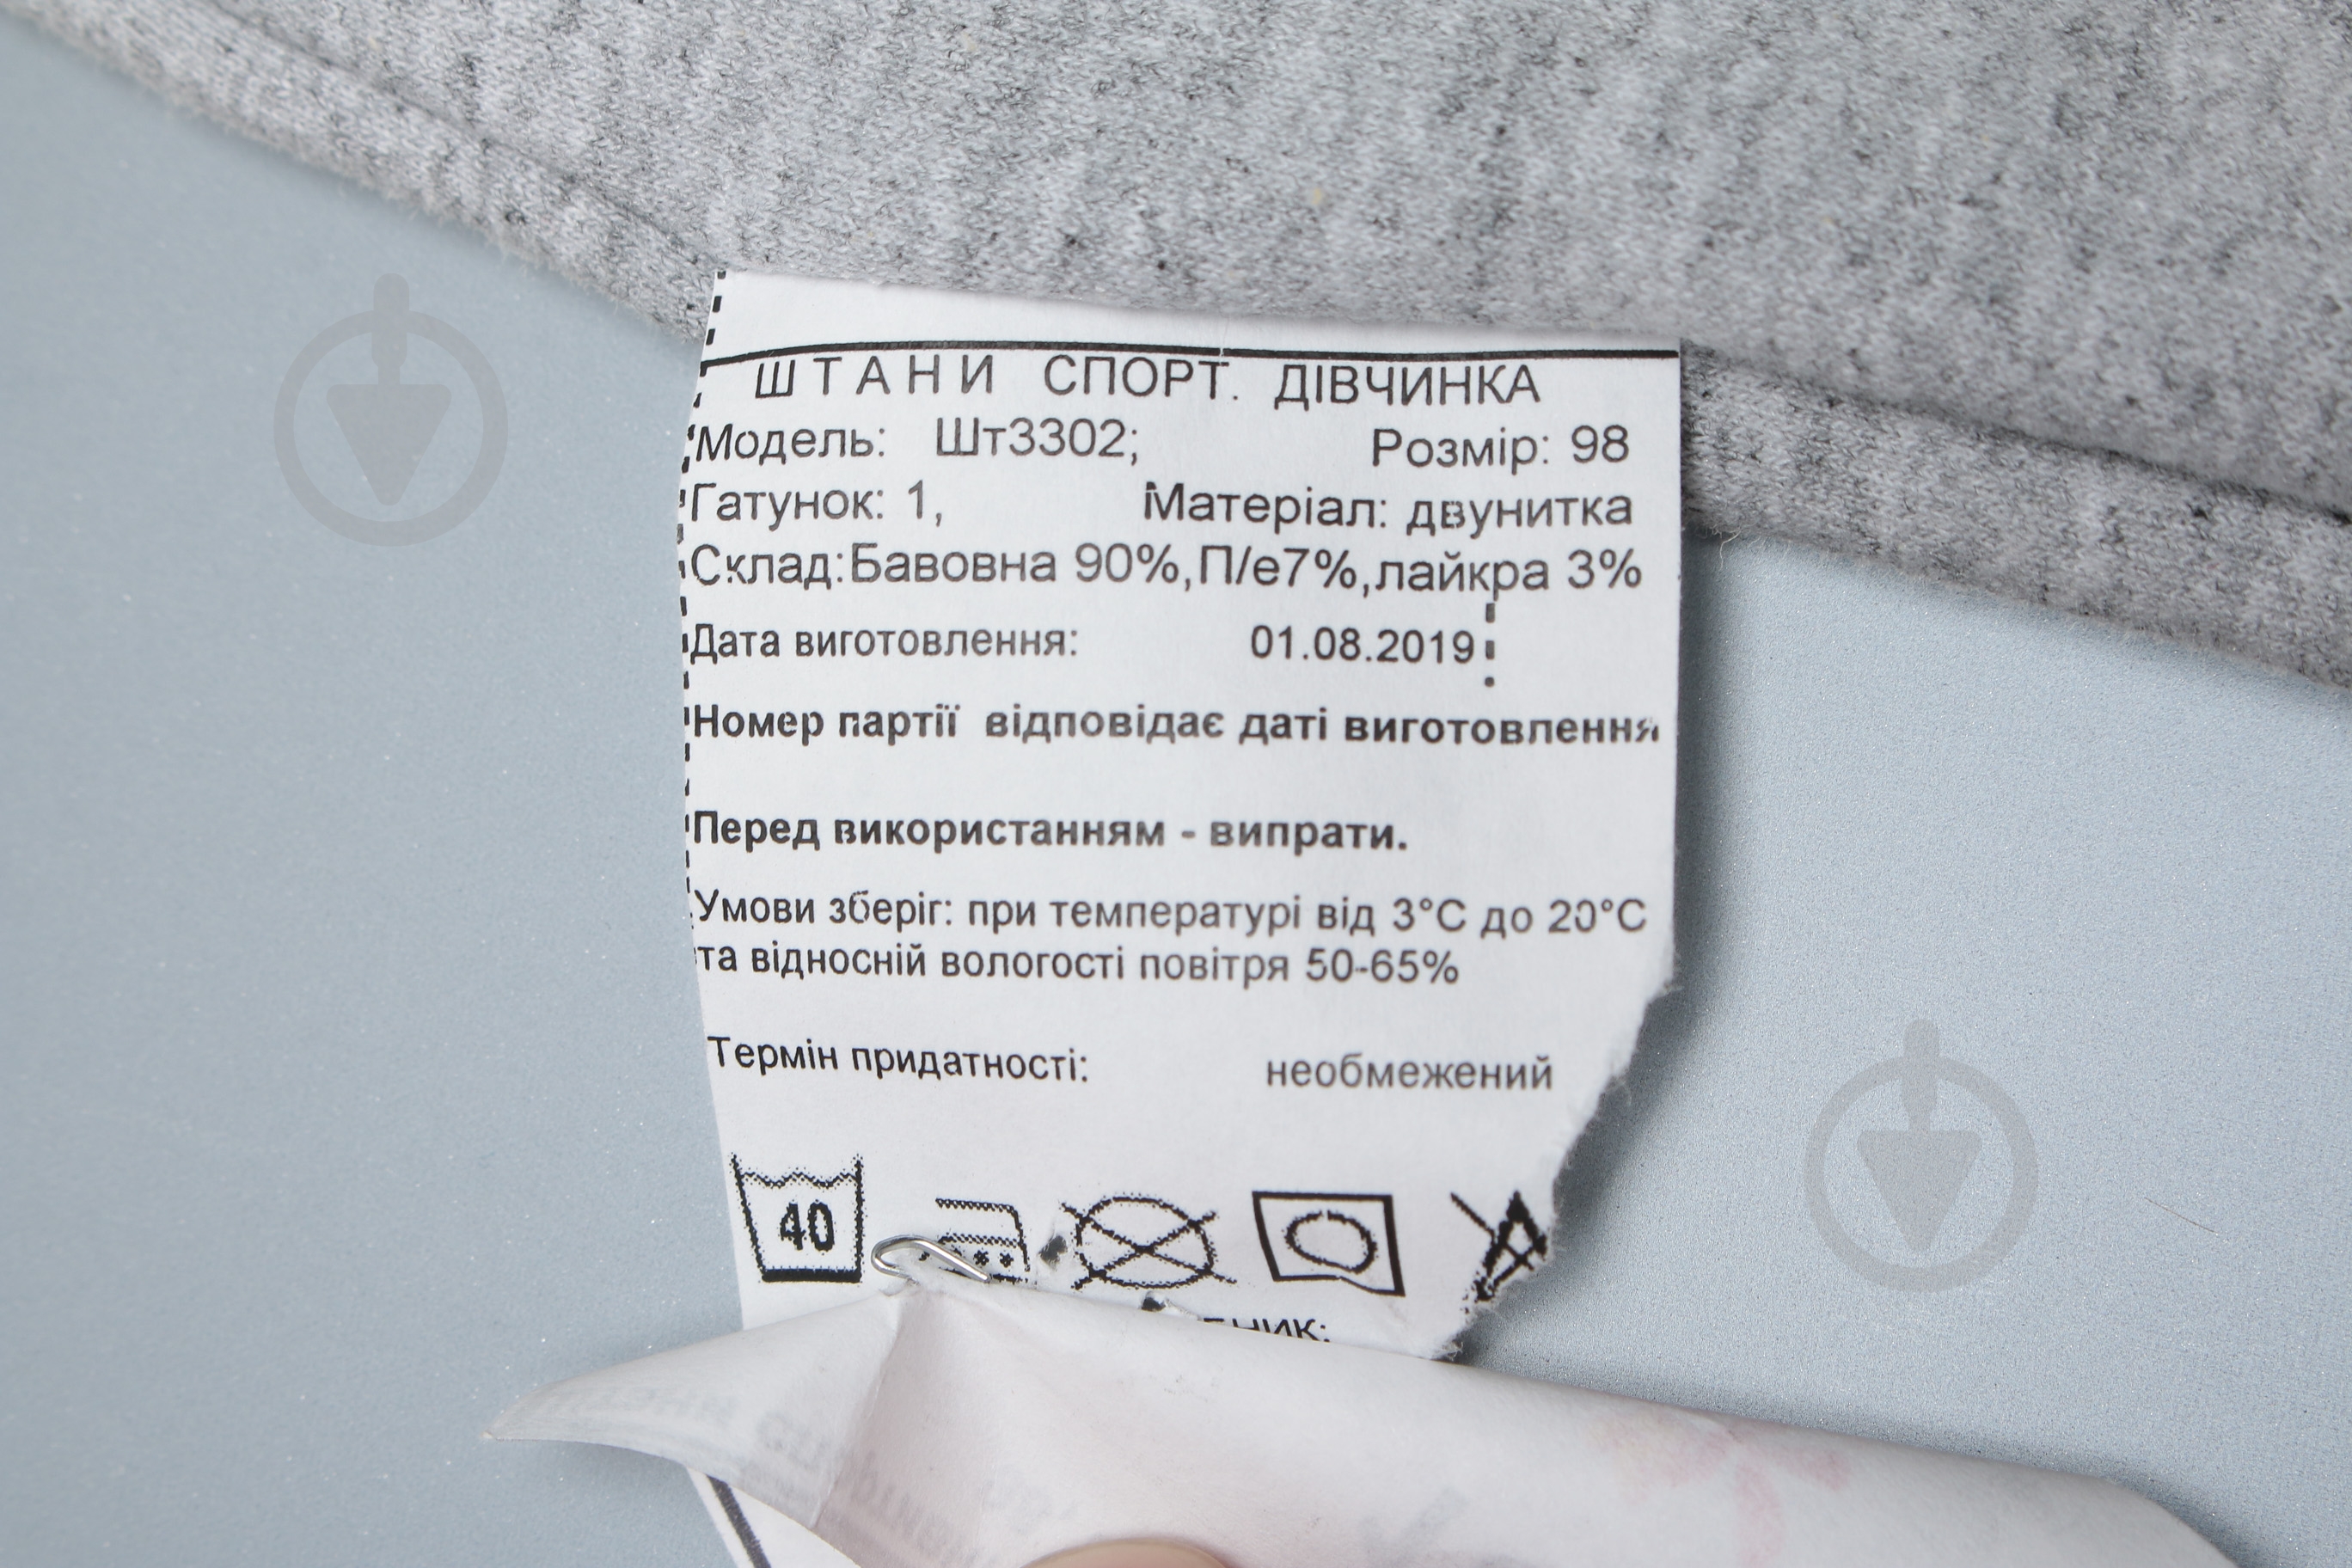 ШТАНИ СПОРТ. ДІВЧИНКА
Модель: Шт3302; Розмір: 98
Гатунок: 1, Матеріал: двунитка
Склад:Бавовна 90%,П/е7%,лайкра 3%
Дата виготовлення: 01.08.2019
Номер партії відповідає даті виготовлення
Перед використанням - випрати.
Умови зберіг: при температурі від 3°С до 20°С
та відносній вологості повітря 50-65%
Термін придатності: необмежений
40